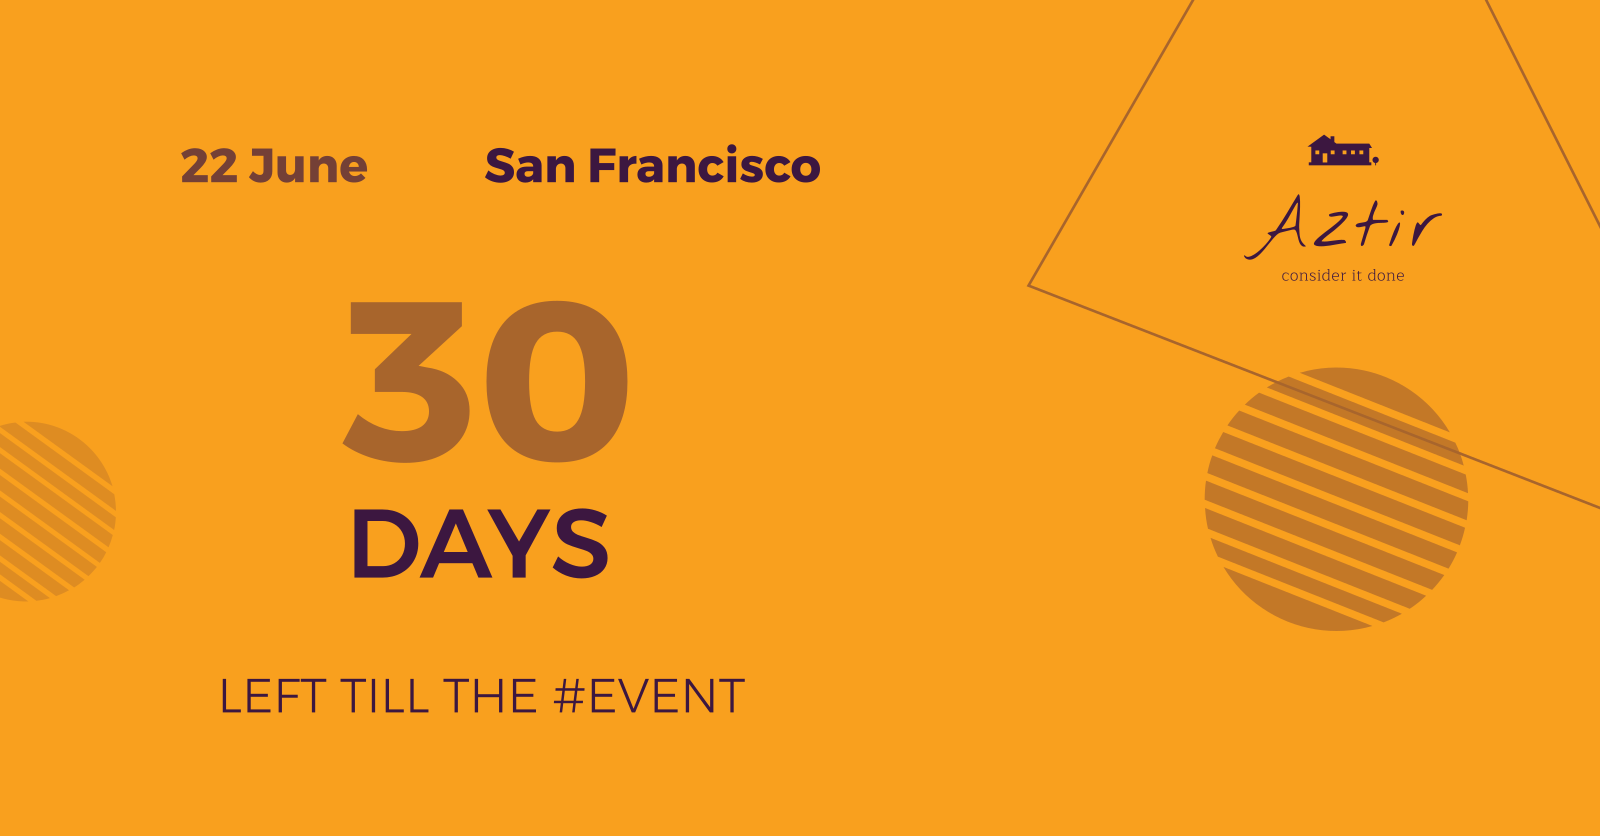 22 June San Francisco
30
DAYS
LEFT TILL THE #EVENT
Aztir
consider it done